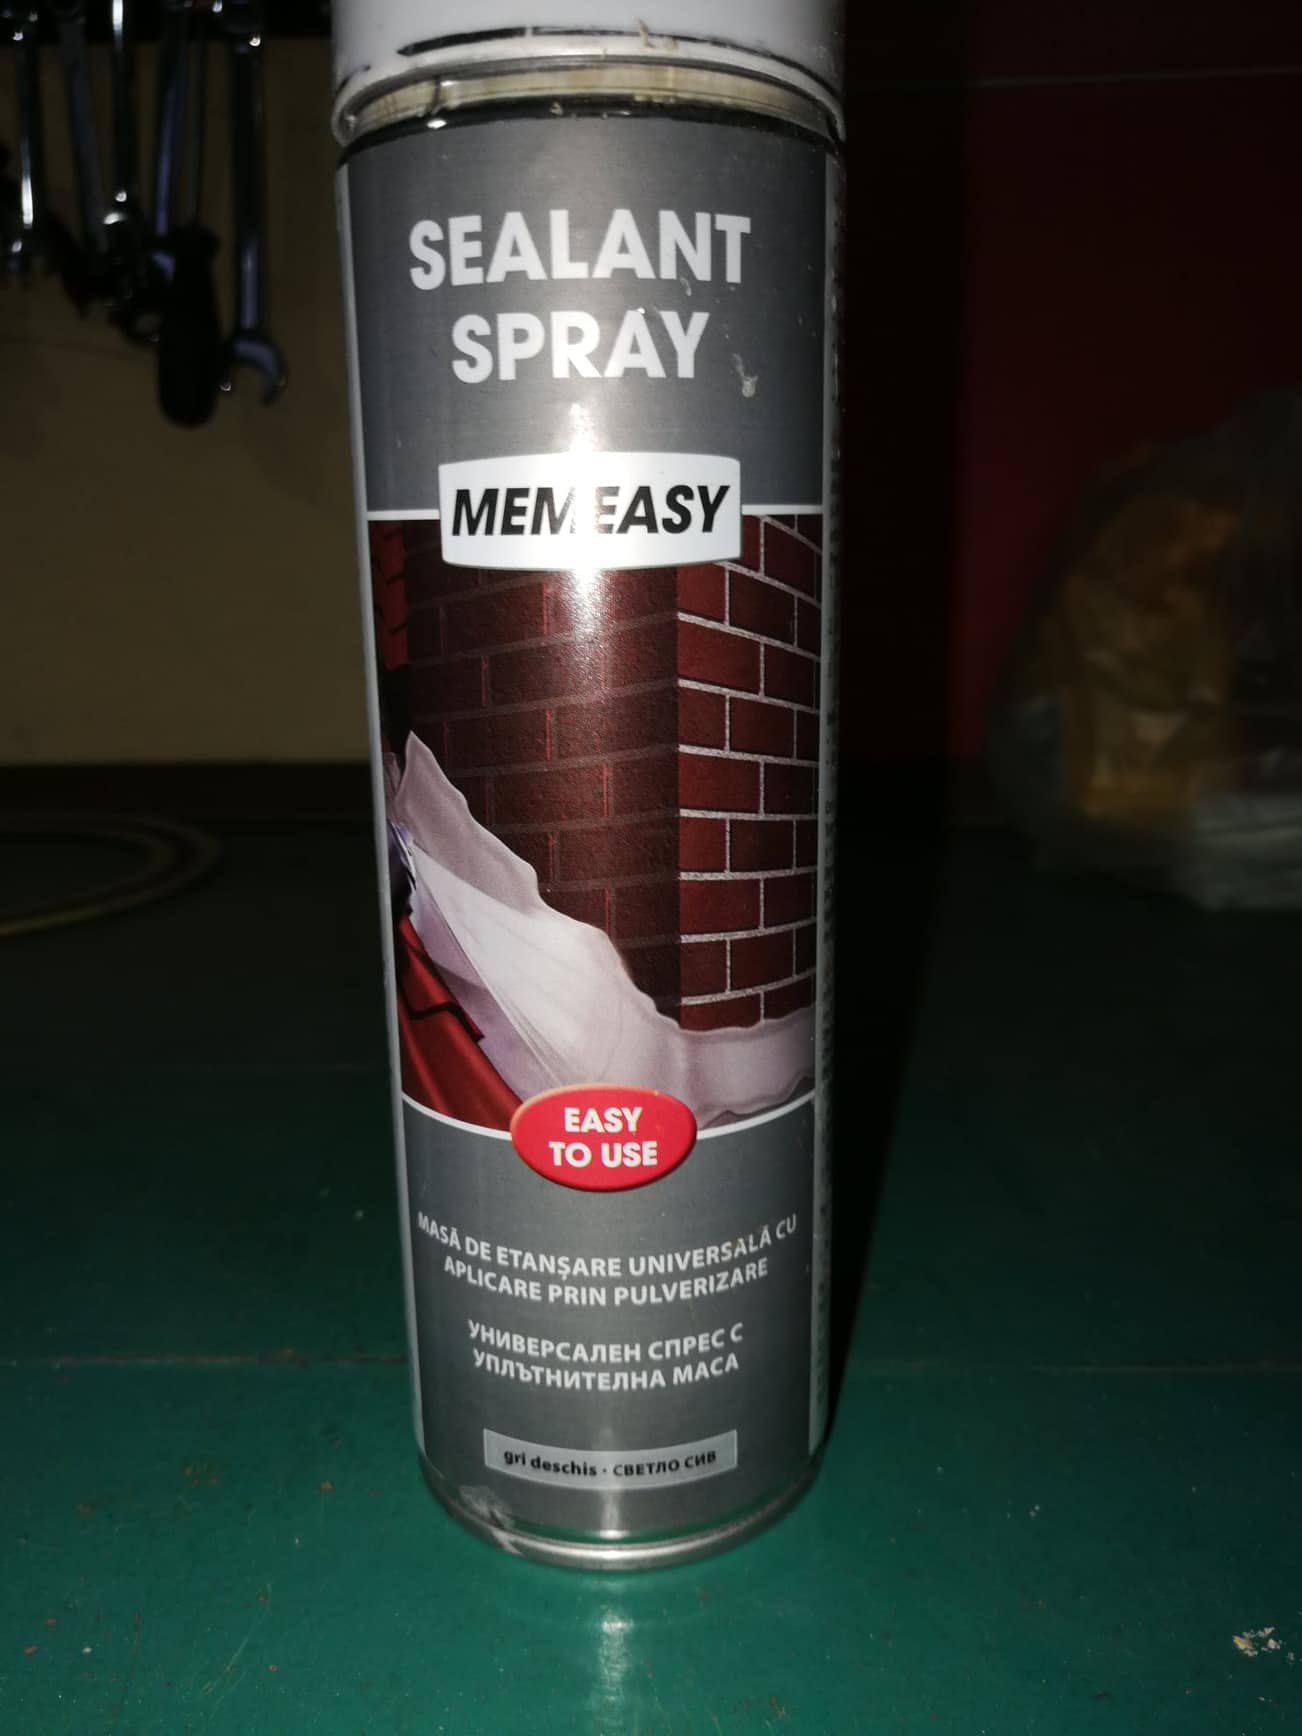 SEALANT
SPRAY
MEMEASY
EASY
TO USE
MASĂ DE ETANȘARE UNIVERSALĂ CU
APLICARE PRIN PULVERIZARE
УНИВЕРСАЛЕН СПРЕС С
УПЛЪТНИТЕЛНА МАСА
gri deschis · СВЕТЛО СИВ